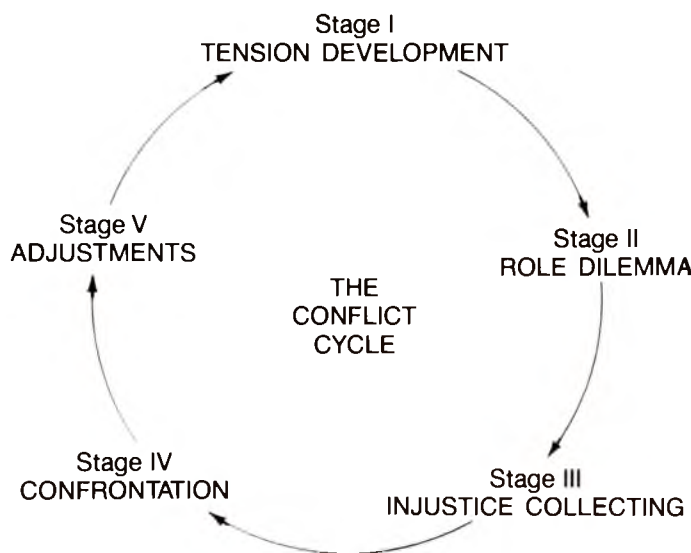 Stage I
TENSION DEVELOPMENT
Stage II
ROLE DILEMMA
Stage III
INJUSTICE COLLECTING
Stage IV
CONFRONTATION
Stage V
ADJUSTMENTS
THE
CONFLICT
CYCLE